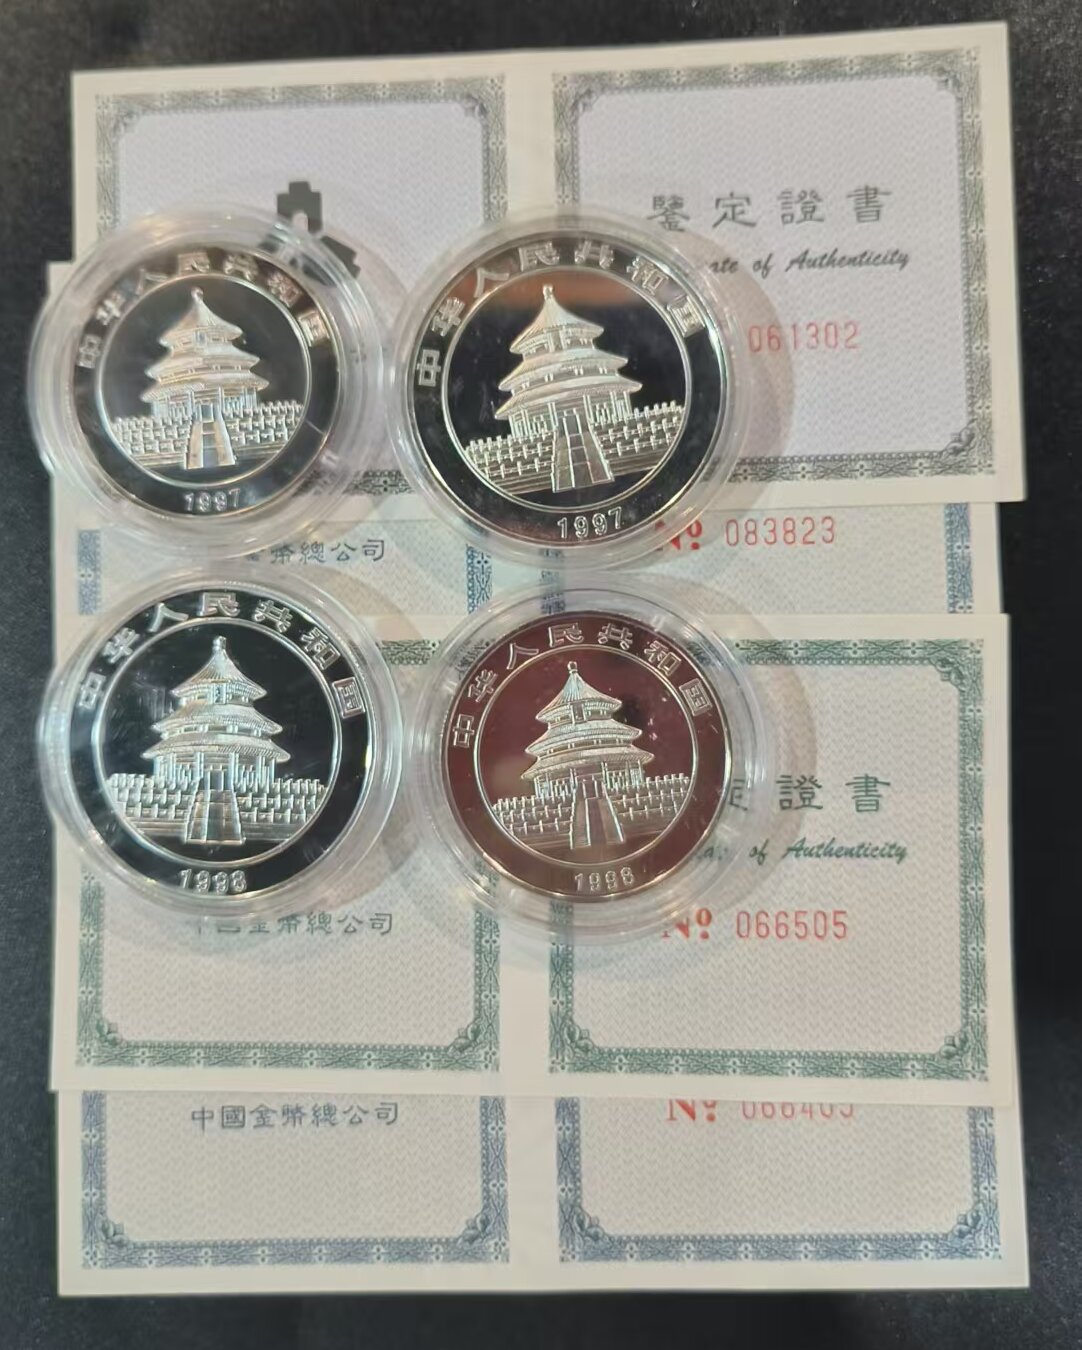 鑒定證書
ate of Authenticity
061302
中华人民共和国
1997
中华人民共和国
1997
幣總公司
Nº 083823
中华人民共和国
1998
中华人民共和国
1998
定證書
of Authenticity
中國金幣總公司
Nº 066505
中國金幣總公司
Nº 066405